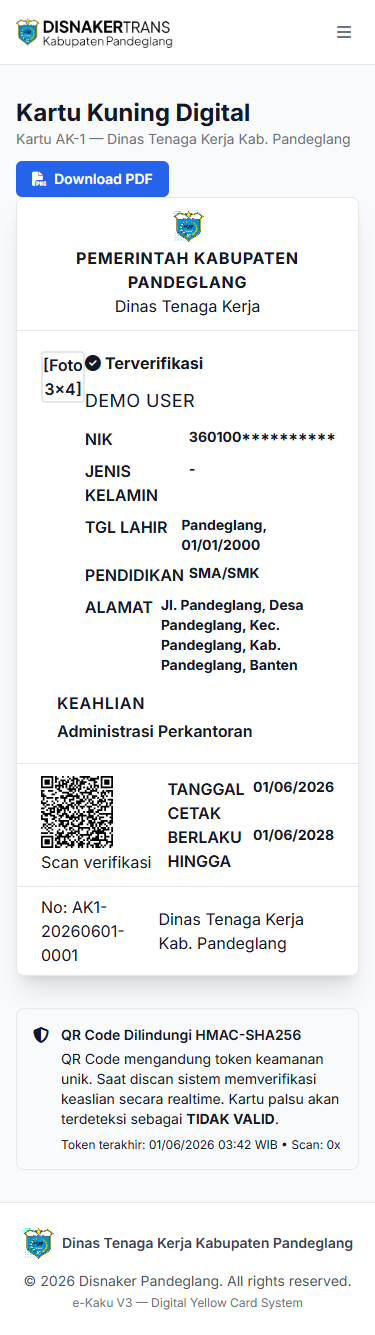 DISNAKERTRANS
Kabupaten Pandeglang
Kartu Kuning Digital
Kartu AK-1 — Dinas Tenaga Kerja Kab. Pandeglang
Download PDF
PEMERINTAH KABUPATEN
PANDEGLANG
Dinas Tenaga Kerja
[Foto
3×4]
Terverifikasi
DEMO USER
NIK 360100**********
JENIS
KELAMIN -
TGL LAHIR Pandeglang,
01/01/2000
PENDIDIKAN SMA/SMK
ALAMAT Jl. Pandeglang, Desa
Pandeglang, Kec.
Pandeglang, Kab.
Pandeglang, Banten
KEAHLIAN
Administrasi Perkantoran
Scan verifikasi
TANGGAL
CETAK 01/06/2026
BERLAKU
HINGGA 01/06/2028
No: AK1-
20260601-
0001
Dinas Tenaga Kerja
Kab. Pandeglang
QR Code Dilindungi HMAC-SHA256
QR Code mengandung token keamanan
unik. Saat discan sistem memverifikasi
keaslian secara realtime. Kartu palsu akan
terdeteksi sebagai TIDAK VALID.
Token terakhir: 01/06/2026 03:42 WIB • Scan: 0x
Dinas Tenaga Kerja Kabupaten Pandeglang
© 2026 Disnaker Pandeglang. All rights reserved.
e-Kaku V3 — Digital Yellow Card System